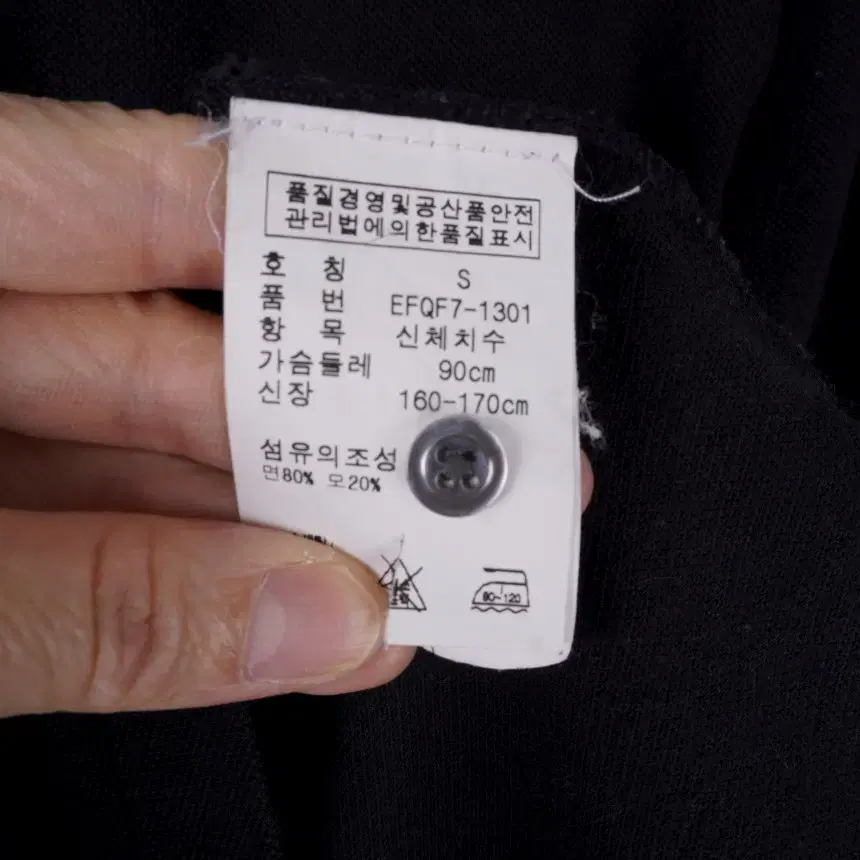 품질경영및공산품안전
관리법에의한품질표시
호 칭 S
품 번 EFQF7-1301
항 목 신체치수
가슴둘레 90cm
신장 160-170cm
섬유의조성
면80% 모20%
80~120